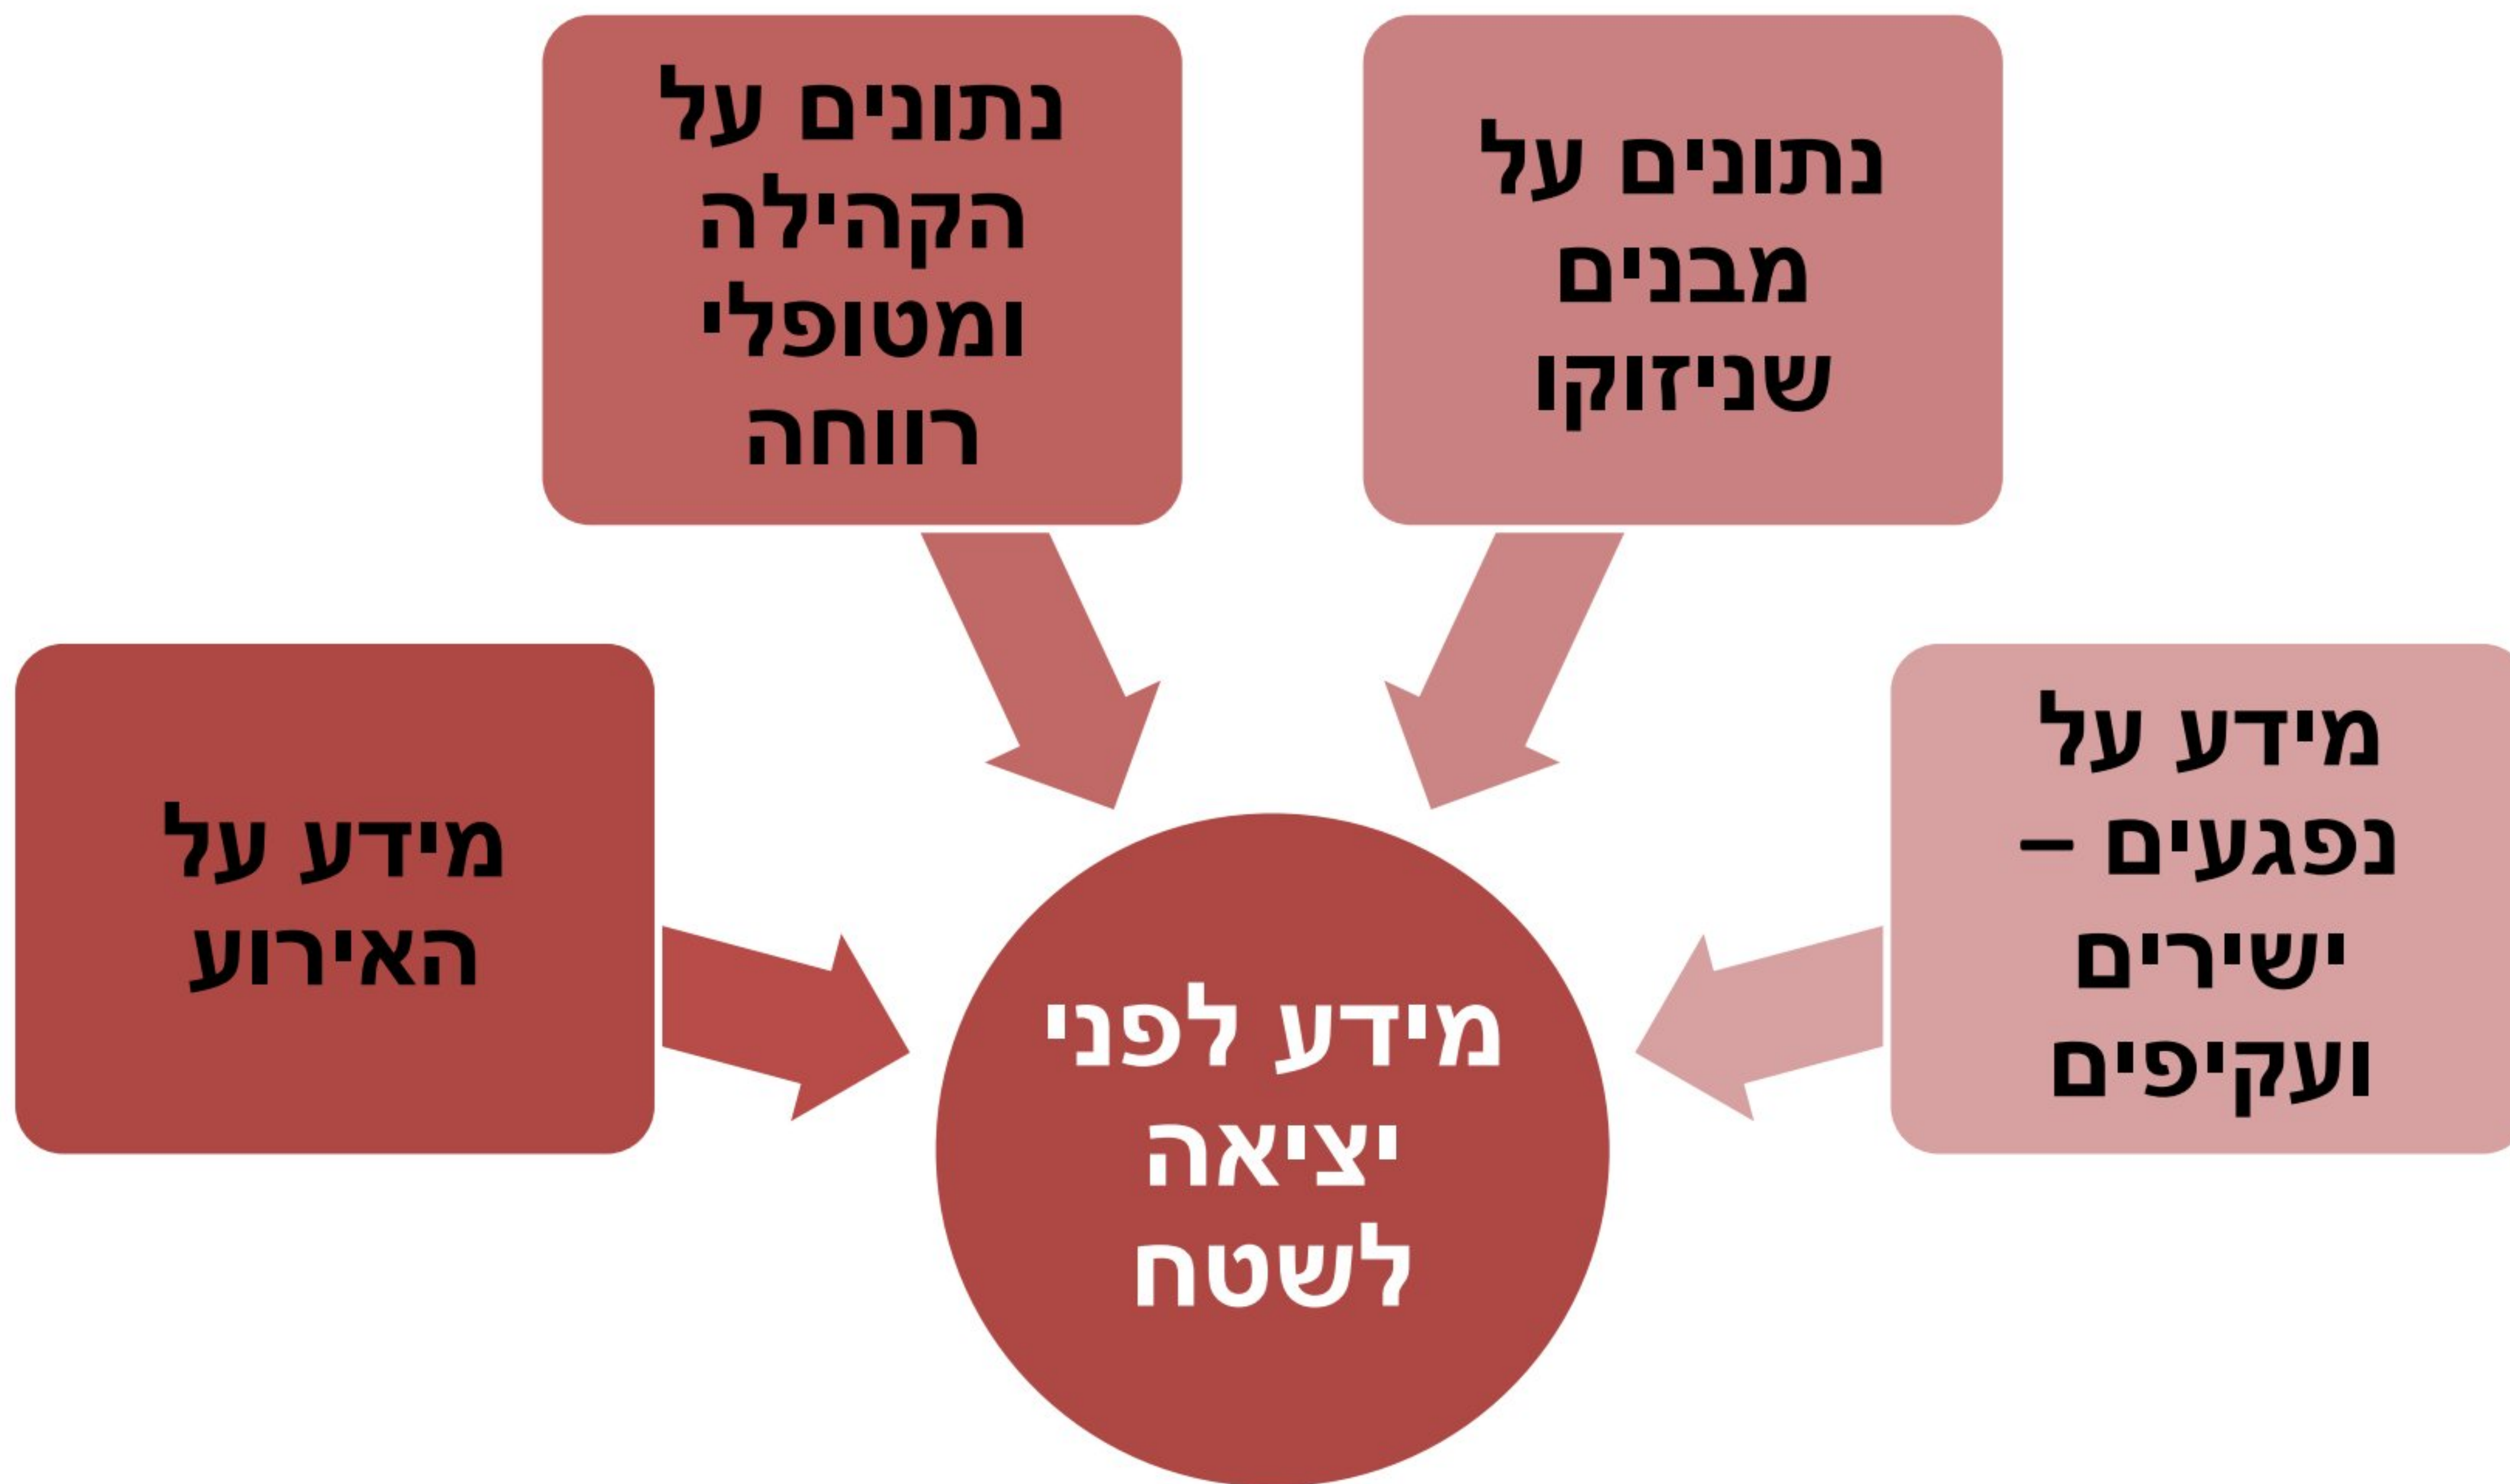 נתונים על
מבנים
שניזוקו
נתונים על
הקהילה
ומטופלי
רווחה
מידע על
נפגעים –
ישירים
ועקיפים
מידע על
האירוע
מידע לפני
יציאה
לשטח